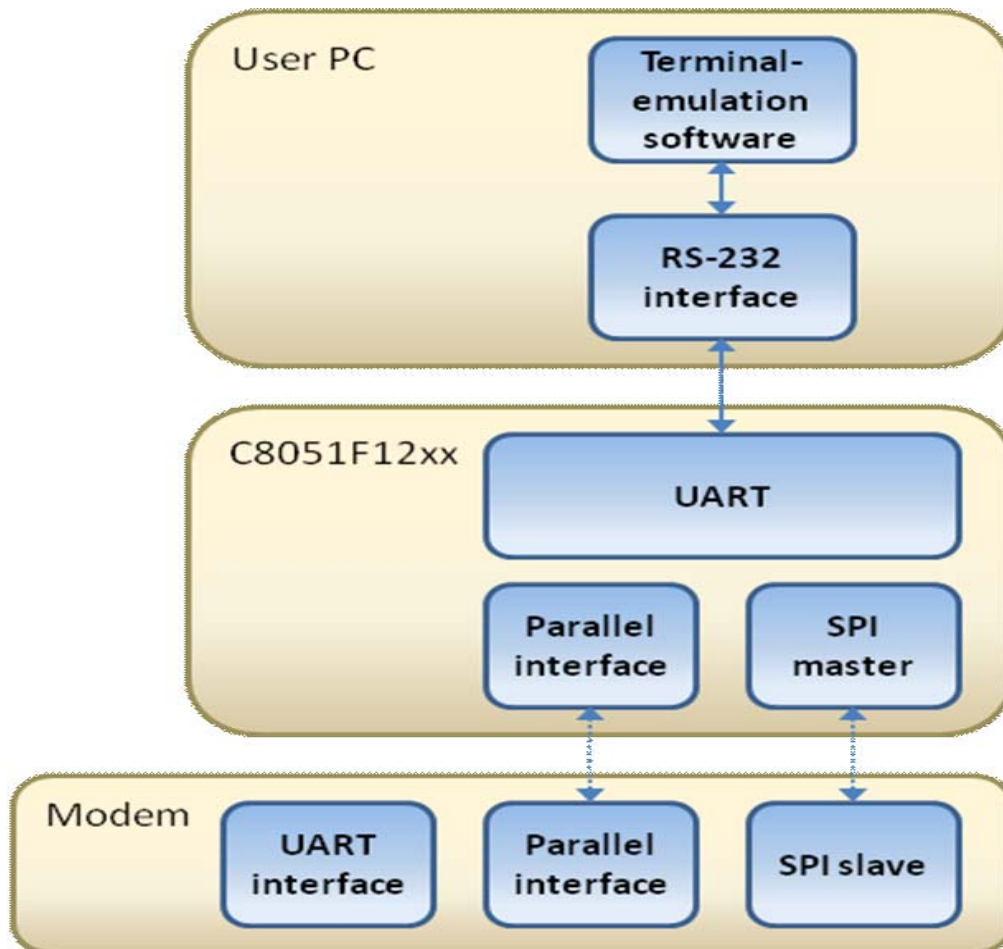 User PC
Terminal-
emulation
software
RS-232
interface
C8051F12xx
UART
Parallel
interface
SPI
master
Modem
UART
interface
Parallel
interface
SPI slave